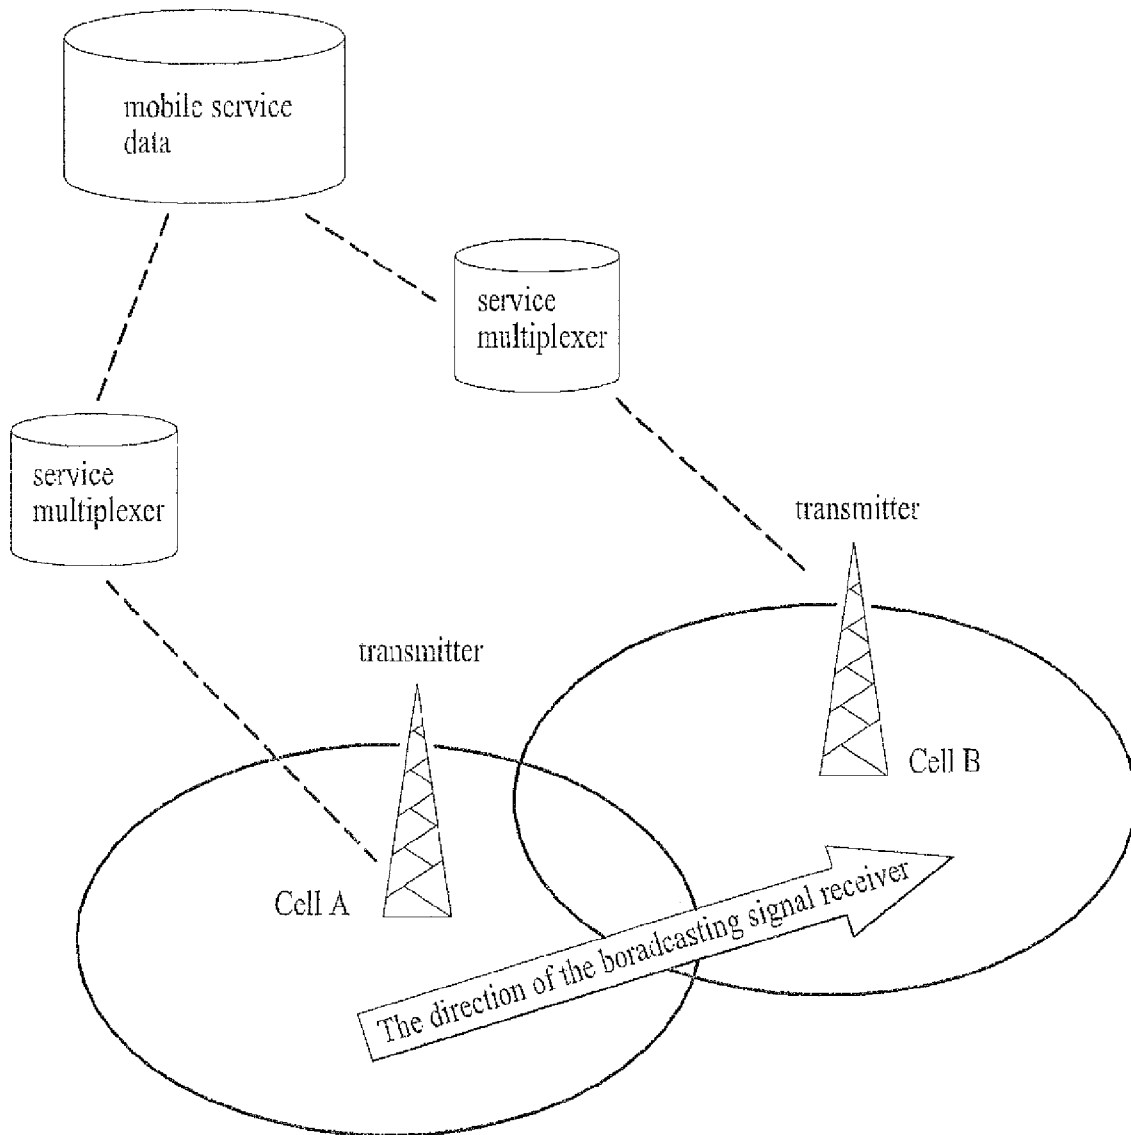 mobile service
data
service
multiplexer
service
multiplexer
transmitter
transmitter
Cell B
Cell A
The direction of the boradcasting signal receiver